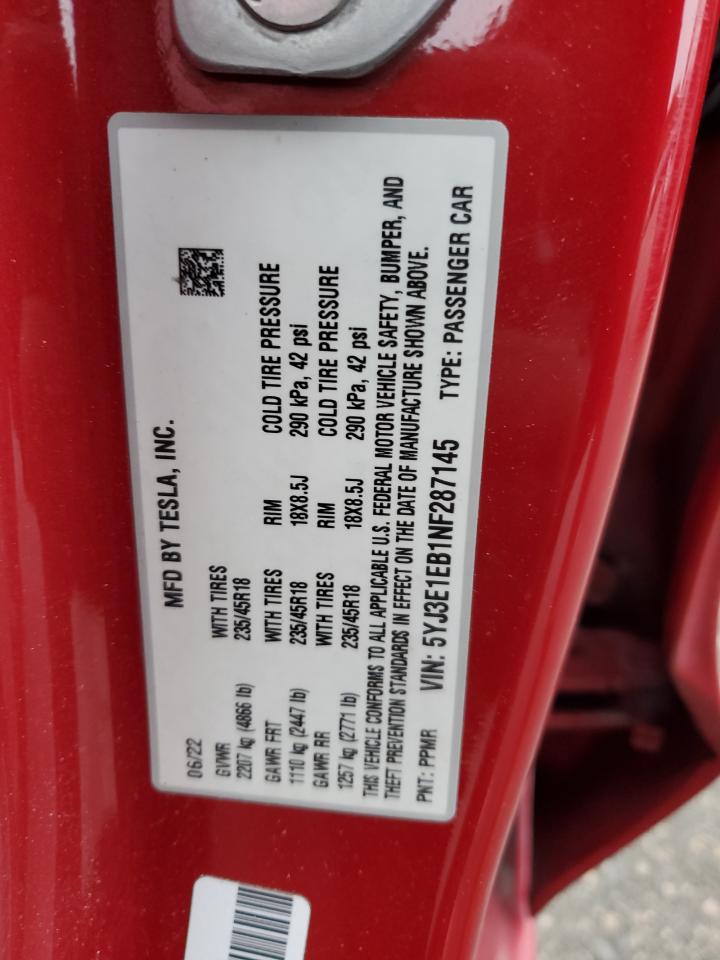 MFD BY TESLA, INC.
06/22
GVWR WITH TIRES
2207 kg (4866 lb) 235/45R18
GAWR FRT WITH TIRES RIM COLD TIRE PRESSURE
1110 kg (2447 lb) 235/45R18 18X8.5J 290 kPa, 42 psi
GAWR RR WITH TIRES RIM COLD TIRE PRESSURE
1257 kg (2771 lb) 235/45R18 18X8.5J 290 kPa, 42 psi
THIS VEHICLE CONFORMS TO ALL APPLICABLE U.S. FEDERAL MOTOR VEHICLE SAFETY, BUMPER, AND
THEFT PREVENTION STANDARDS IN EFFECT ON THE DATE OF MANUFACTURE SHOWN ABOVE.
PNT: PPMR VIN: 5YJ3E1EB1NF287145 TYPE: PASSENGER CAR